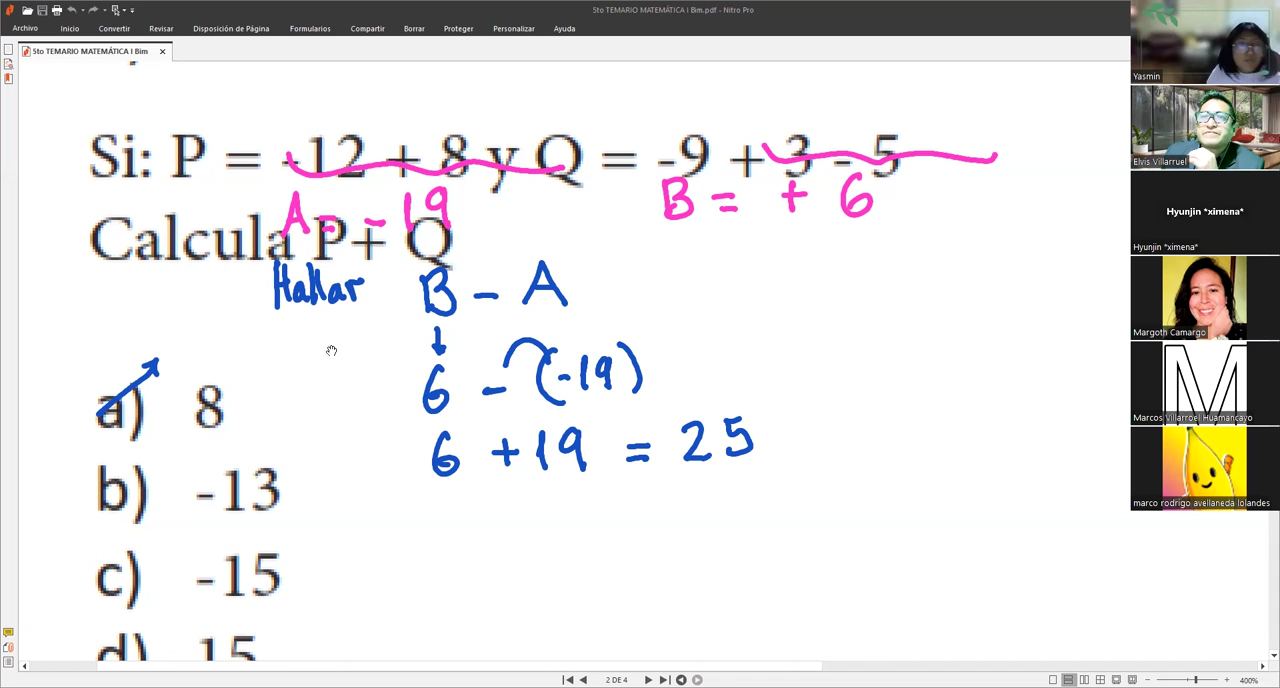 5to TEMARIO MATEMÁTICA I Bim.pdf - Nitro Pro
Archivo Inicio Convertir Revisar Disposición de Página Formularios Compartir Borrar Proteger Personalizar Ayuda
5to TEMARIO MATEMÁTICA I Bim
Si: P = -12 + 8 y Q = -9 + 3 - 5
A = - 19 B = + 6
Calcula P+ Q
Hallar B - A
6 - (-19)
a) 8
6 + 19 = 25
b) -13
c) -15
d) 15
2 DE 4
400%
Yasmin
Elvis Villarruel
Hyunjin *ximena*
Hyunjin *ximena*
Margoth Camargo
M
Marcos Villarroel Huamancayo
marco rodrigo avellaneda lolandes